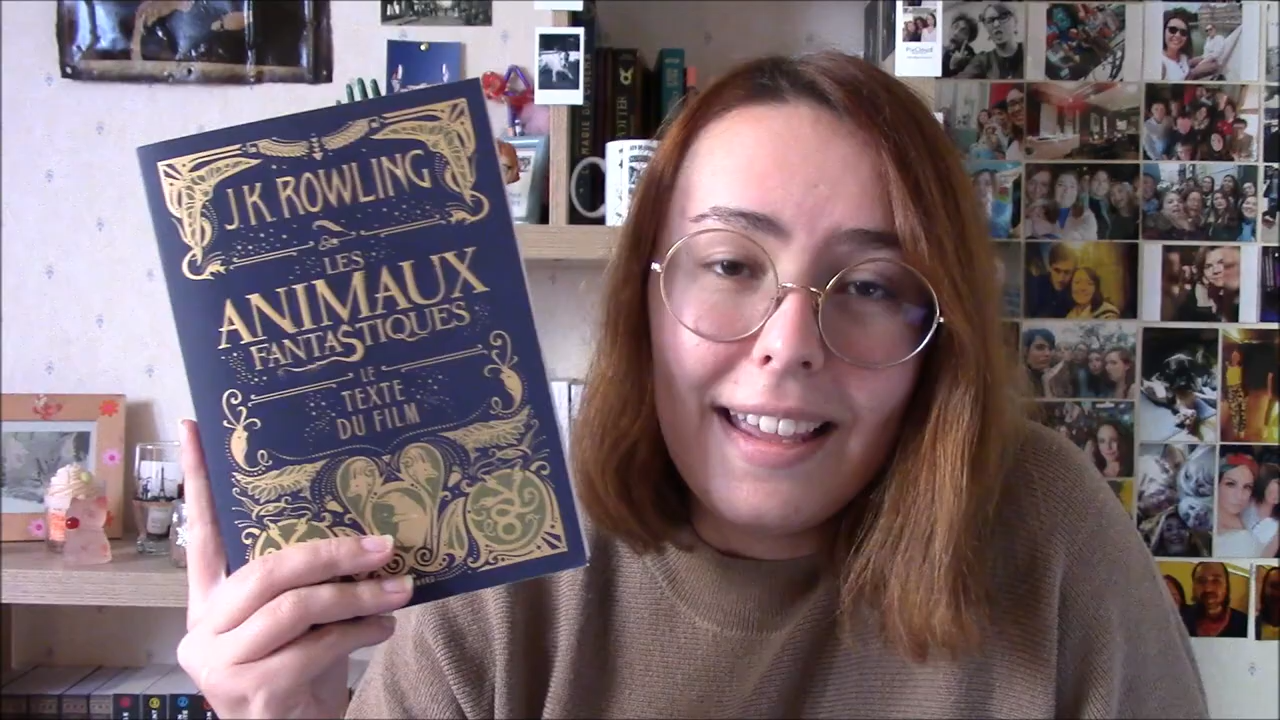 J.K ROWLING
LES
ANIMAUX
FANTASTIQUES
LE
TEXTE
DU FILM